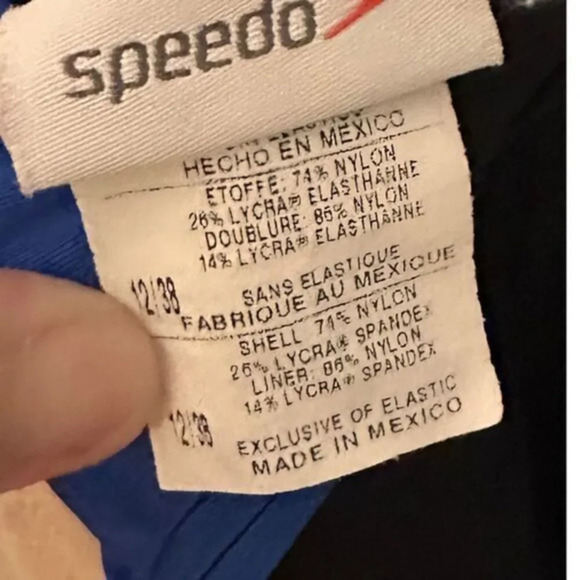 speedo
HECHO EN MEXICO
ETOFFE: 74% NYLON
26% LYCRA® ELASTHANNE
DOUBLURE: 86% NYLON
14% LYCRA® ELASTHANNE
12/38
SANS ELASTIQUE
FABRIQUE AU MEXIQUE
SHELL 74% NYLON
26% LYCRA® SPANDEX
LINER: 86% NYLON
14% LYCRA® SPANDEX
12/38
EXCLUSIVE OF ELASTIC
MADE IN MEXICO